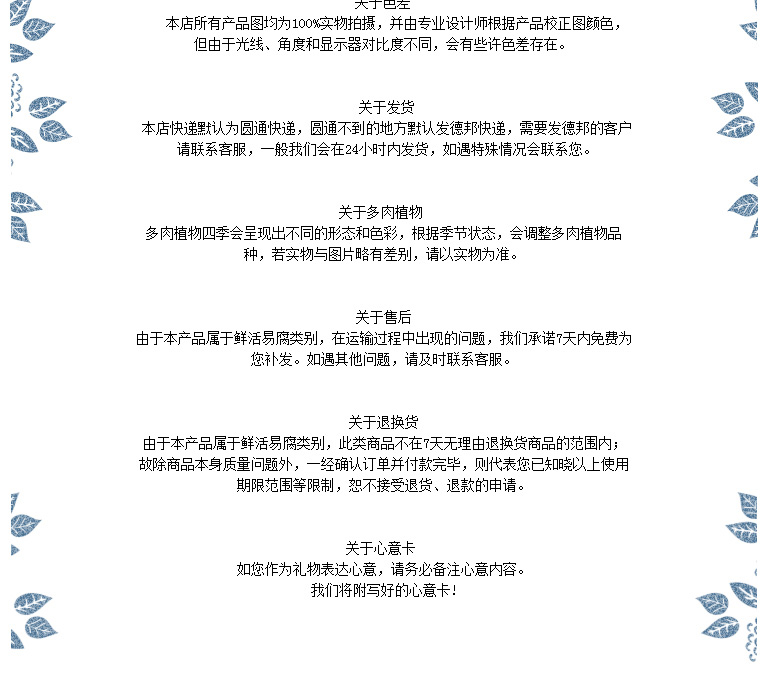 关于色差
本店所有产品图均为100%实物拍摄，并由专业设计师根据产品校正图颜色，
但由于光线、角度和显示器对比度不同，会有些许色差存在。
关于发货
本店快递默认为圆通快递，圆通不到的地方默认发德邦快递，需要发德邦的客户
请联系客服，一般我们会在24小时内发货，如遇特殊情况会联系您。
关于多肉植物
多肉植物四季会呈现出不同的形态和色彩，根据季节状态，会调整多肉植物品
种，若实物与图片略有差别，请以实物为准。
关于售后
由于本产品属于鲜活易腐类别，在运输过程中出现的问题，我们承诺7天内免费为
您补发。如遇其他问题，请及时联系客服。
关于退换货
由于本产品属于鲜活易腐类别，此类商品不在7天无理由退换货商品的范围内；
故除商品本身质量问题外，一经确认订单并付款完毕，则代表您已知晓以上使用
期限范围等限制，恕不接受退货、退款的申请。
关于心意卡
如您作为礼物表达心意，请务必备注心意内容。
我们将附写好的心意卡！